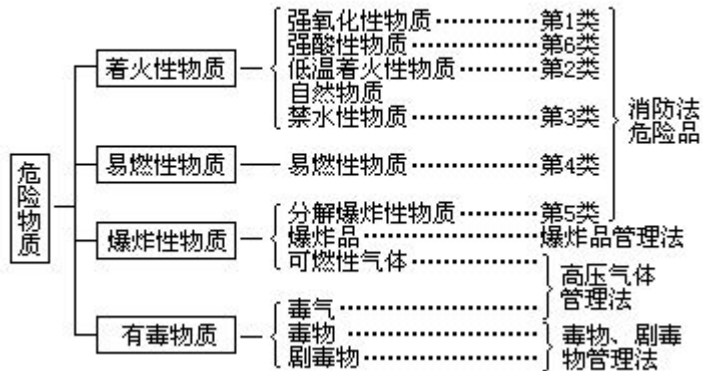 强氧化性物质…………第1类
强酸性物质…………第6类
着火性物质
低温着火性物质………第2类
自然物质
禁水性物质…………第3类
消防法
危险品
危险物质
易燃性物质
易燃性物质…………第4类
分解爆炸性物质………第5类
爆炸性物质
爆炸品………………爆炸品管理法
可燃性气体…………
高压气体
管理法
有毒物质
毒气………………
毒物………………
剧毒物………………
毒物、剧毒
物管理法